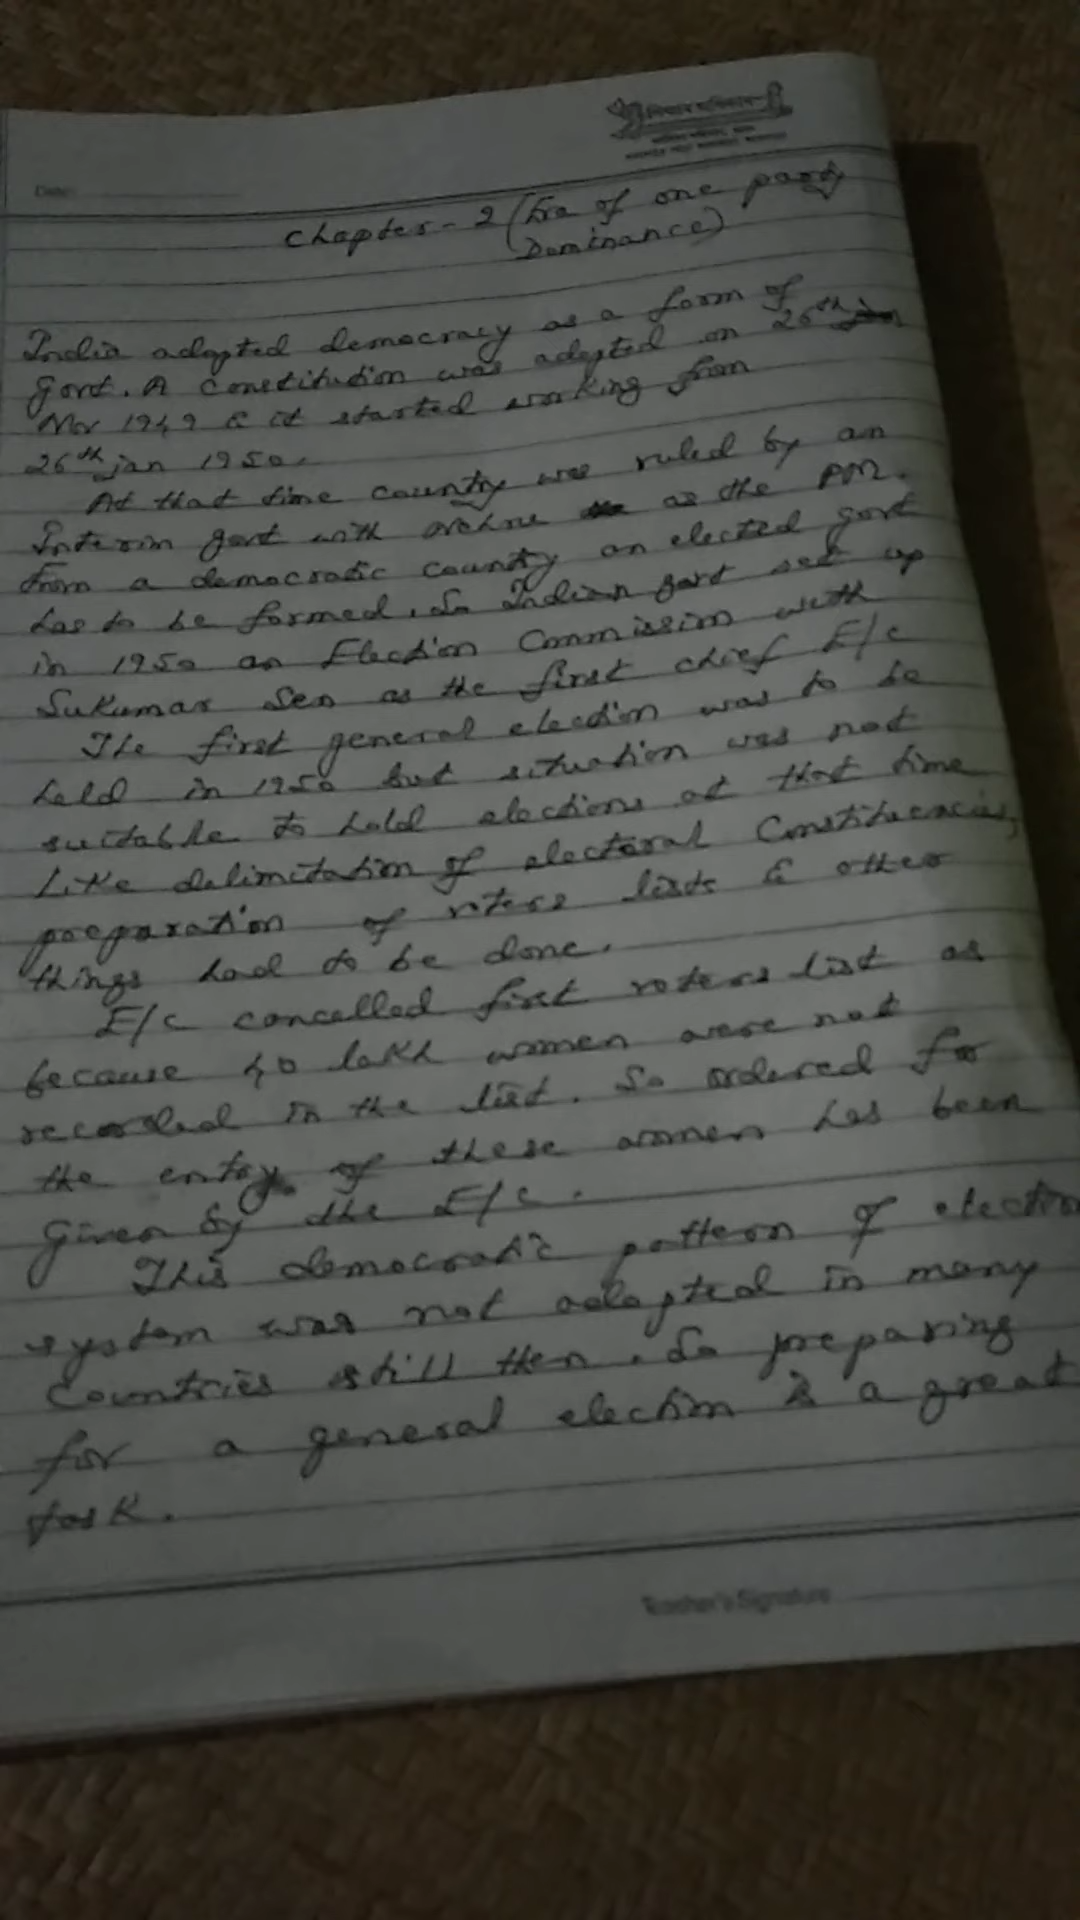 Date:
Chapter - 2 (Era of one party
Dominance)
India adopted democracy as a form of
Govt. A constitution was adopted on 26th
Nov 1949 & it started working from
26th jan 1950.
At that time country was ruled by an
Interim govt with as the PM.
From a democratic country an elected govt
has to be formed. So Indian govt set up
in 1950 an Election Commission with
Sukumar Sen as the first chief E/c
The first general election was to be
held in 1950 but situation was not
suitable to hold elections at that time
Like delimitation of electoral Constituencies,
preparation of voters lists & other
things had to be done.
E/c cancelled first voters list as
because 40 lakh women were not
recorded in the list. So ordered for
the entry of these women has been
Given by the E/c.
This democratic pattern of election
system was not adopted in many
Countries still then. So preparing
for a general election is a great
task.
Teacher's Signature